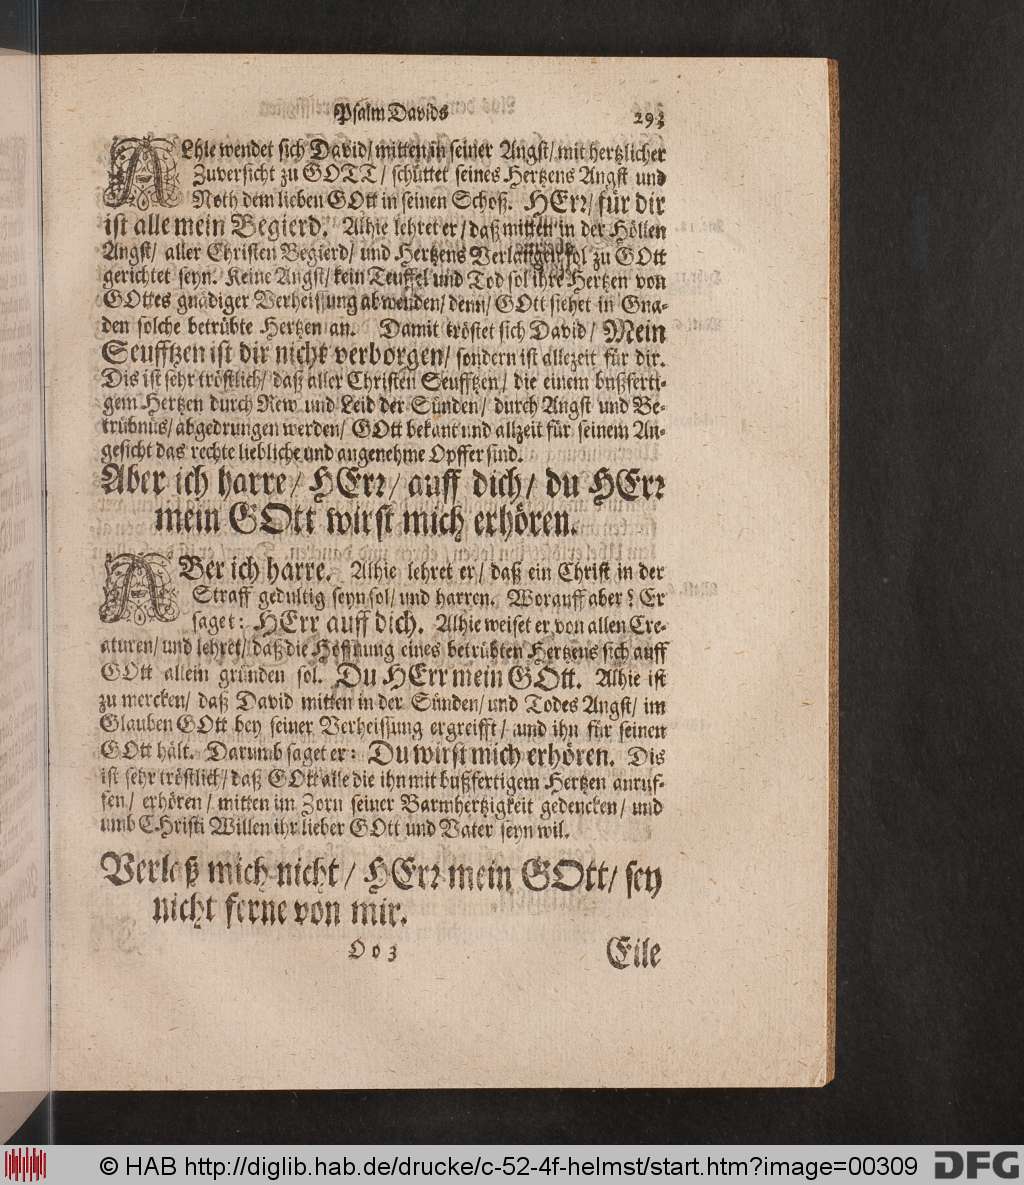 Psalm Davids 293
ALhie wendet sich David/ mitten in seiner Angst/ mit hertzlicher
Zuversicht zu GOTT/ schüttet seines Hertzens Angst und
Noth dem lieben GOtt in seinen Schoß. HErr/ für dir
ist alle mein Begierd. Alhie lehret er/ daß mitten in der Höllen
Angst/ aller Christen Begierd/ und Hertzens Verlangen sol zu GOtt
gerichtet seyn. Keine Angst/ kein Teuffel und Tod sol ihre Hertzen von
GOttes gnädiger Verheissung abwenden/ denn/ GOtt siehet in Gna-
den solche betrübte Hertzen an. Damit tröstet sich David/ Mein
Seufftzen ist dir nicht verborgen/ sondern ist allezeit für dir.
Dis ist sehr tröstlich/ daß aller Christen Seufftzen/ die einem bußferti-
gem Hertzen durch Rew und Leid der Sünden/ durch Angst und Be-
trübnüs/ abgedrungen werden/ GOtt bekant und allzeit für seinem An-
gesicht das rechte liebliche und angenehme Opffer sind.
Aber ich harre/ HErr/ auff dich/ du HErr
mein GOtt wirst mich erhören.
ABer ich harre. Alhie lehret er/ daß ein Christ in der
Straff gedultig seyn sol/ und harren. Worauff aber? Er
saget: HErr auff dich. Alhie weiset er von allen Cre-
aturen/ und lehret/ daß die Hoffnung eines betrübten Hertzens sich auff
GOtt allein gründen sol. Du HErr mein GOtt. Alhie ist
zu mercken/ daß David mitten in der Sünden/ und Todes Angst/ im
Glauben GOtt bey seiner Verheissung ergreifft/ und ihn für seinen
GOtt hält. Darumb saget er: Du wirst mich erhören. Dis
ist sehr tröstlich/ daß GOtt alle die ihn mit bußfertigem Hertzen anruf-
fen/ erhören/ mitten im Zorn seiner Barmhertzigkeit gedencken/ und
umb CHristi Willen ihr lieber GOtt und Vater seyn wil.
Verlaß mich nicht/ HErr mein GOtt/ sey
nicht ferne von mir.
Oo 3 Eile
© HAB http://diglib.hab.de/drucke/c-52-4f-helmst/start.htm?image=00309 DFG